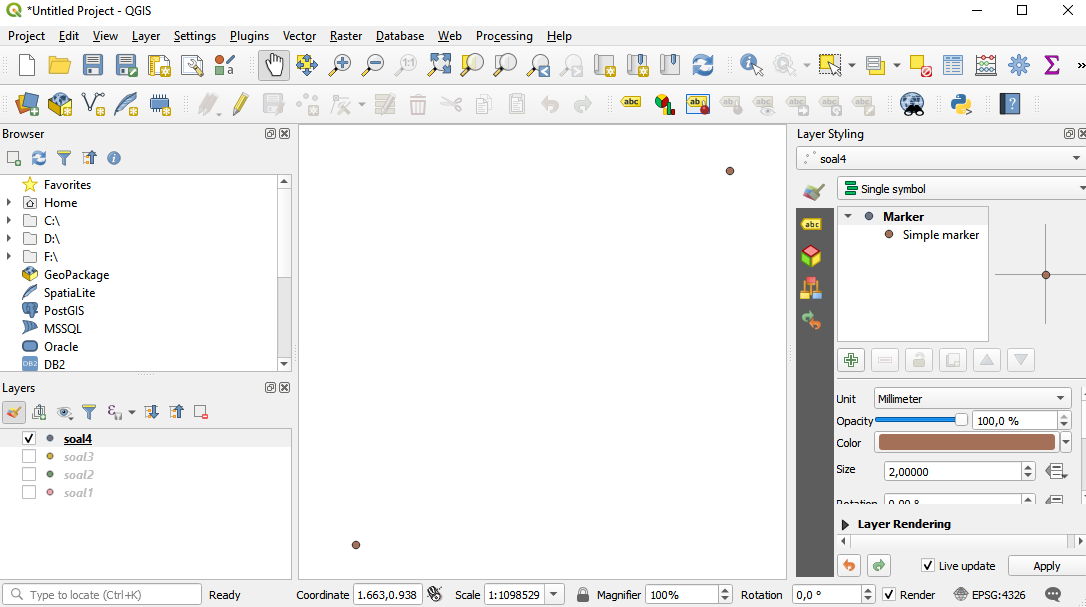 *Untitled Project - QGIS
Project Edit View Layer Settings Plugins Vector Raster Database Web Processing Help
Browser
Favorites
Home
C:\
D:\
F:\
GeoPackage
SpatiaLite
PostGIS
MSSQL
Oracle
DB2 DB2
Layers
soal4
soal3
soal2
soal1
Layer Styling
soal4
Single symbol
Marker
Simple marker
Unit Millimeter
Opacity 100,0 %
Color
Size 2,00000
Rotation 0,00 °
Layer Rendering
Live update Apply
Type to locate (Ctrl+K) Ready Coordinate 1.663,0.938 Scale 1:1098529 Magnifier 100% Rotation 0,0 ° Render EPSG:4326